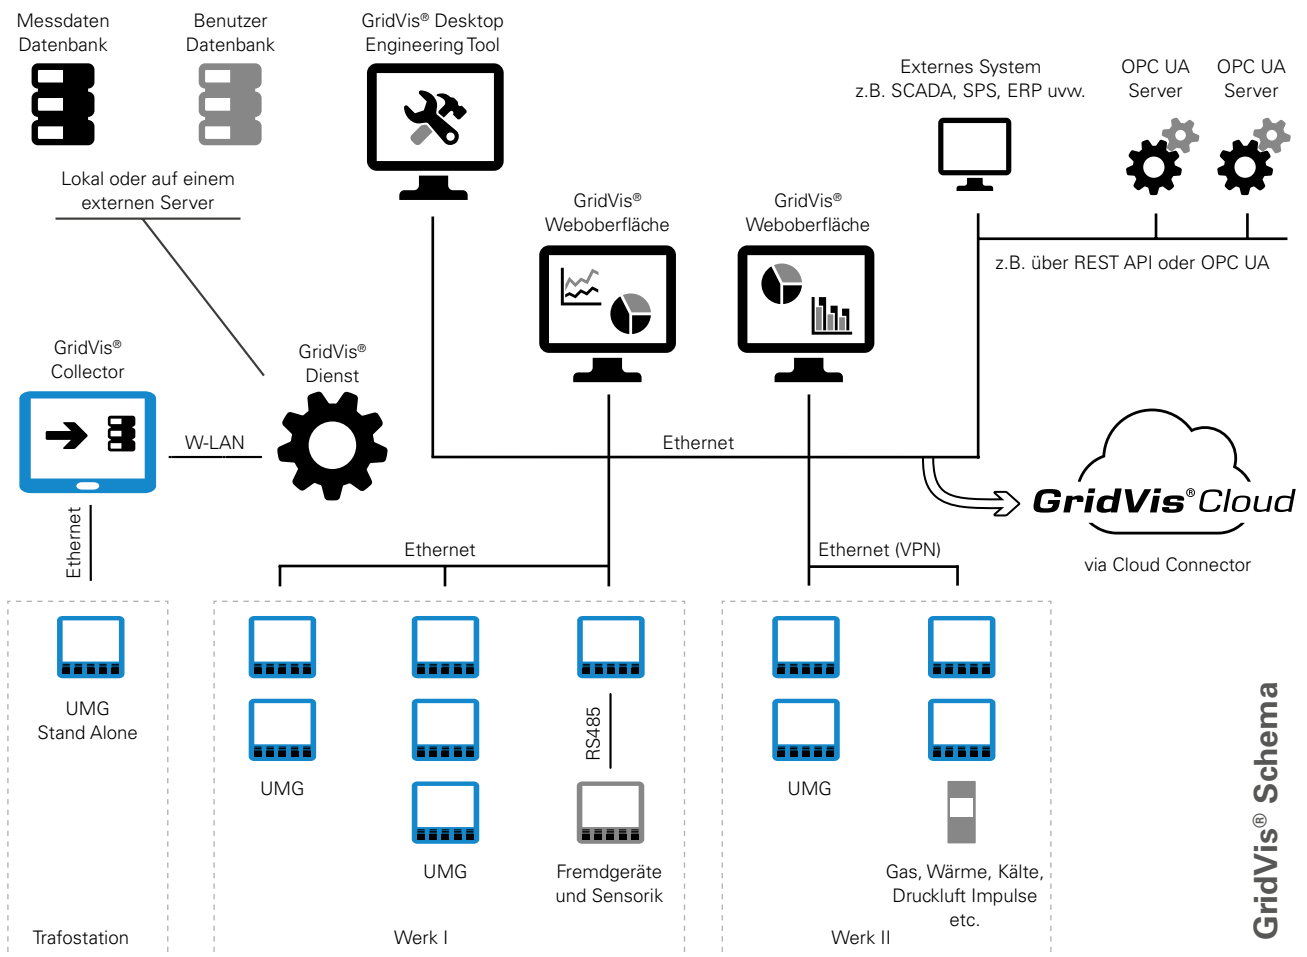 Messdaten
Datenbank
Benutzer
Datenbank
GridVis® Desktop
Engineering Tool
Externes System
z.B. SCADA, SPS, ERP uvw.
OPC UA
Server
OPC UA
Server
Lokal oder auf einem
externen Server
GridVis®
Weboberfläche
GridVis®
Weboberfläche
z.B. über REST API oder OPC UA
GridVis®
Collector
GridVis®
Dienst
W-LAN
Ethernet
GridVis® Cloud
via Cloud Connector
Ethernet
Ethernet
Ethernet (VPN)
UMG
Stand Alone
RS485
UMG
UMG
UMG
Fremdgeräte
und Sensorik
Gas, Wärme, Kälte,
Druckluft Impulse
etc.
Trafostation
Werk I
Werk II
GridVis® Schema